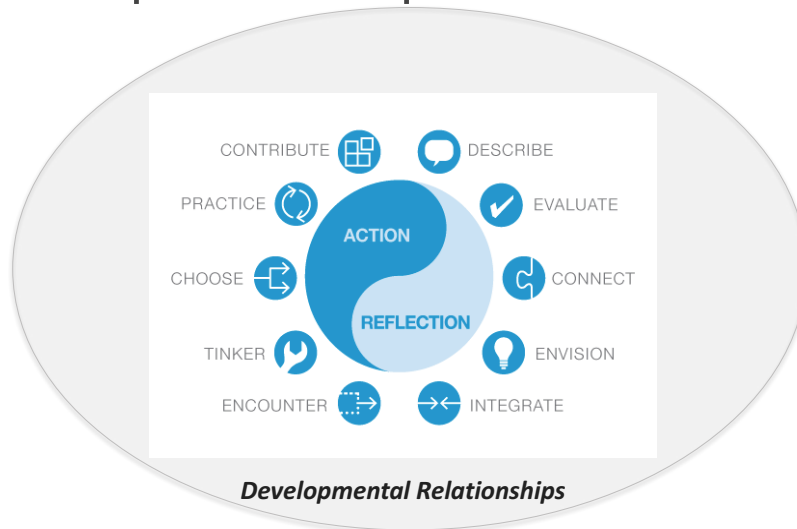 CONTRIBUTE
DESCRIBE
PRACTICE
EVALUATE
ACTION
CHOOSE
CONNECT
REFLECTION
TINKER
ENVISION
ENCOUNTER
INTEGRATE
Developmental Relationships